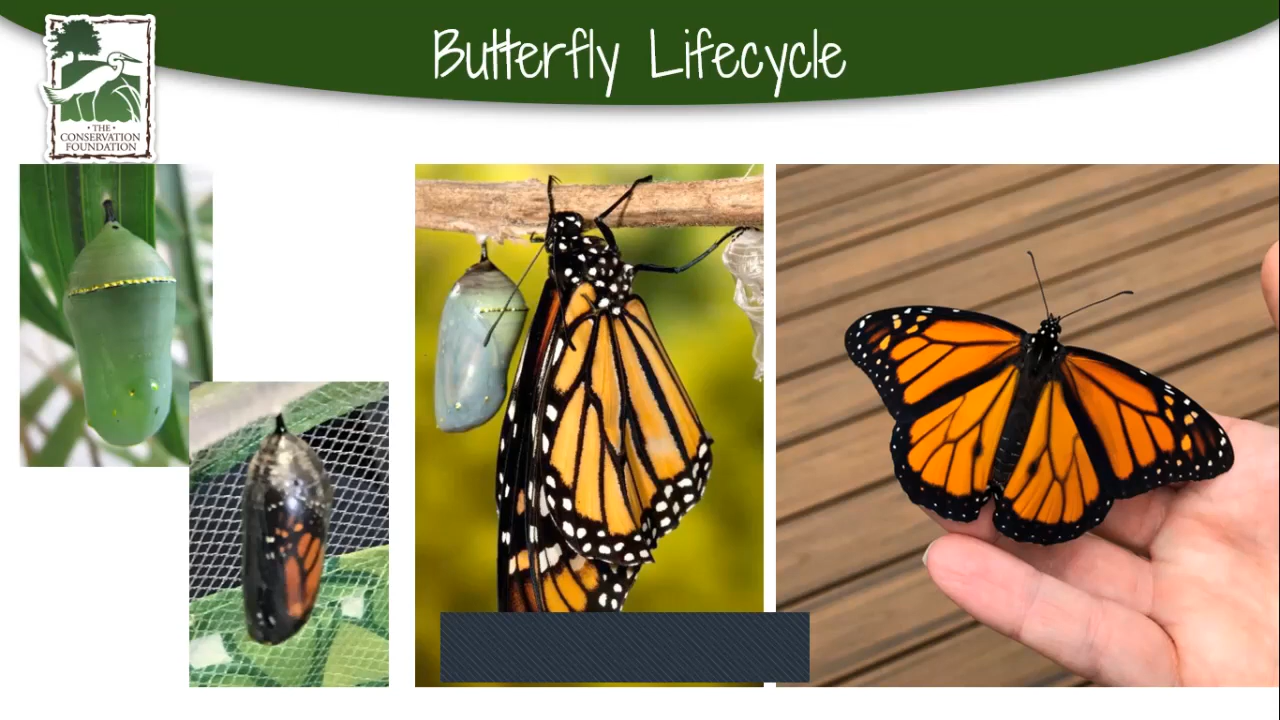 Butterfly Lifecycle
• THE •
CONSERVATION
FOUNDATION